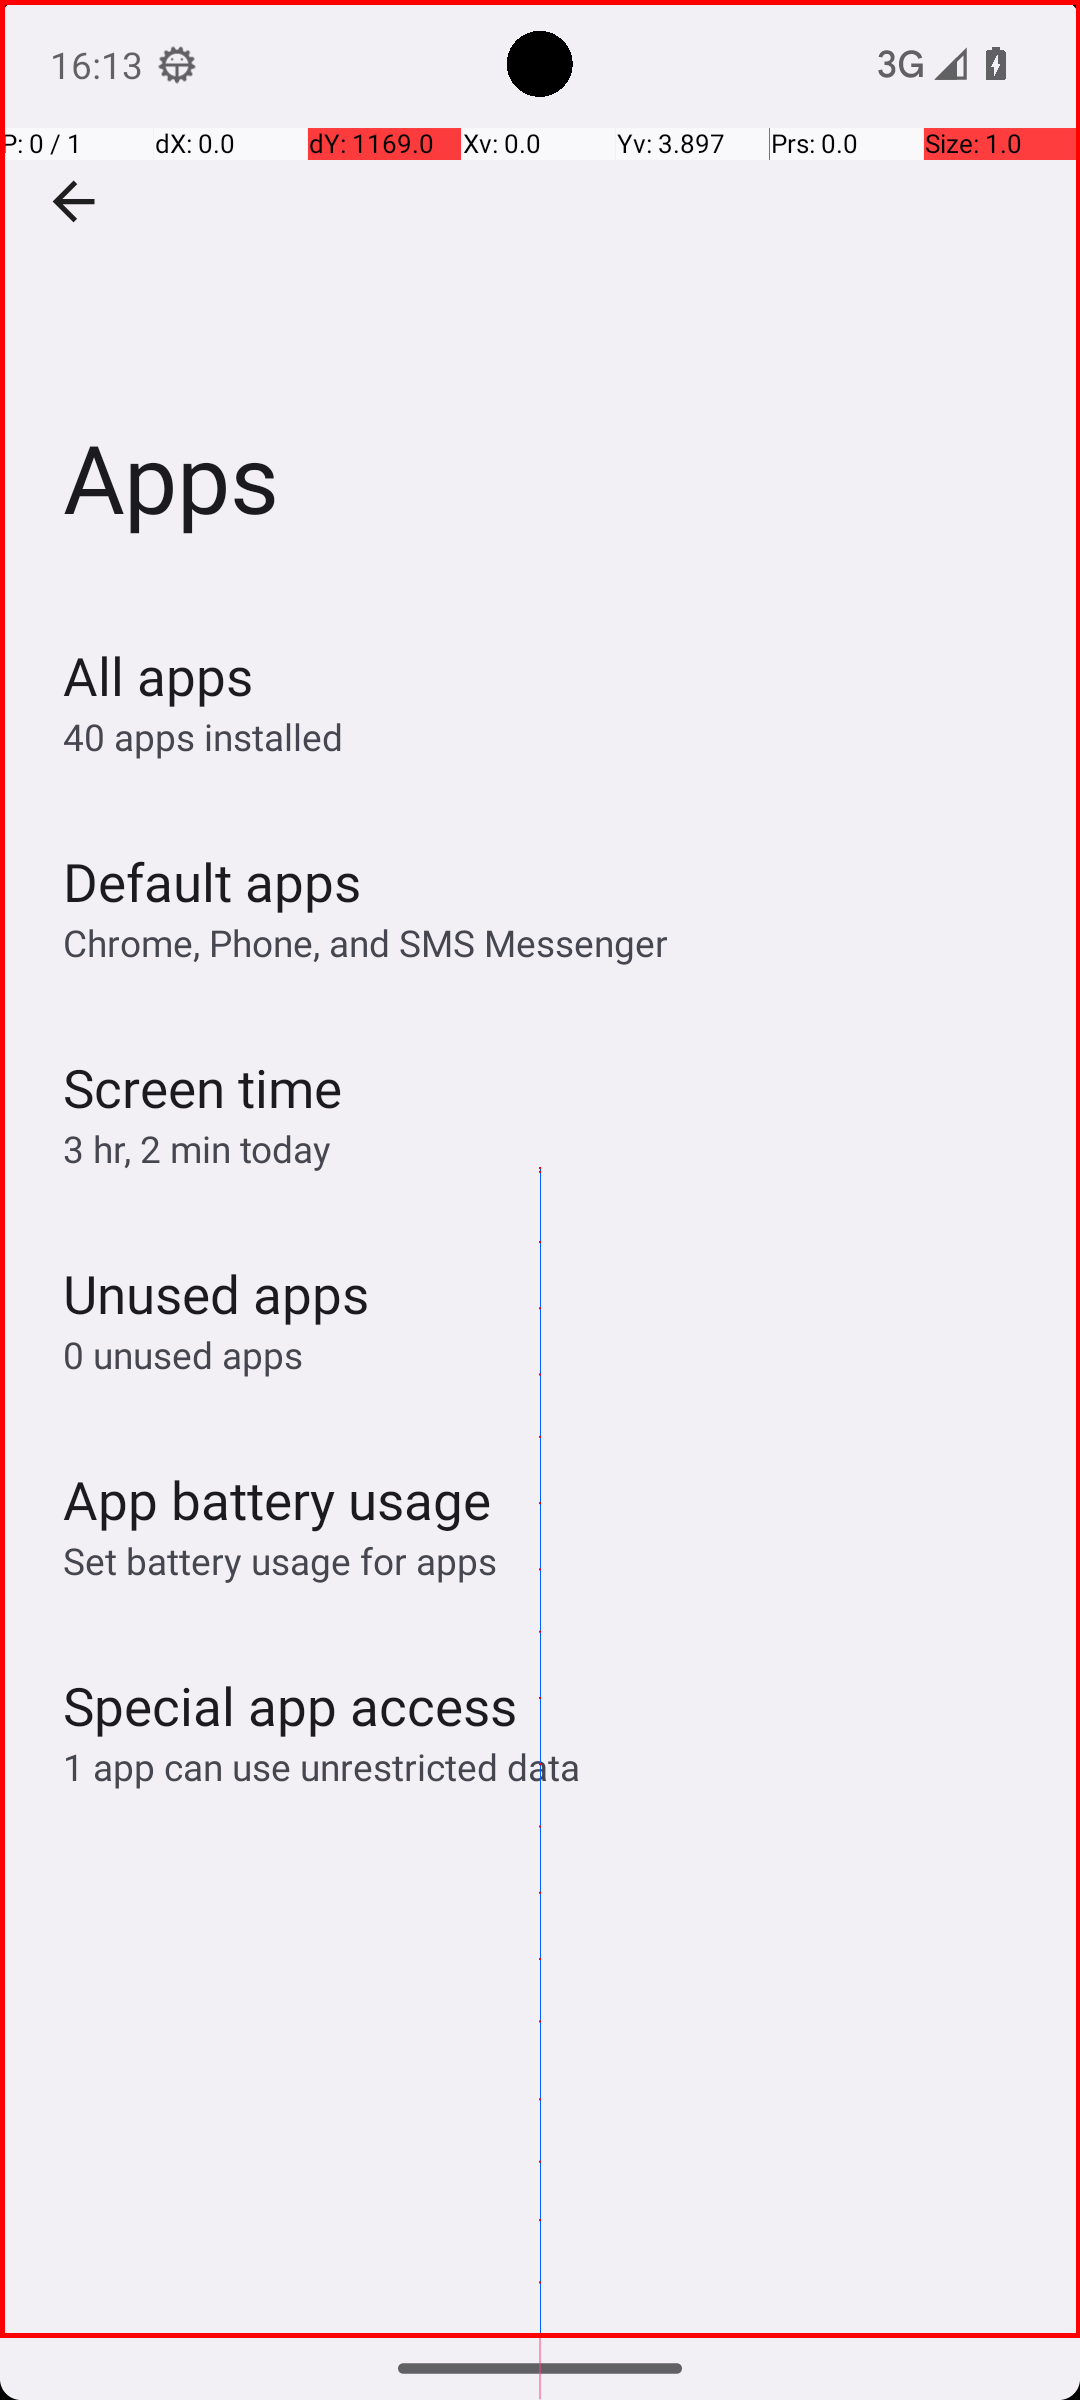 16:13
3G
P: 0 / 1 dX: 0.0 dY: 1169.0 Xv: 0.0 Yv: 3.897 Prs: 0.0 Size: 1.0
Apps
All apps
40 apps installed
Default apps
Chrome, Phone, and SMS Messenger
Screen time
3 hr, 2 min today
Unused apps
0 unused apps
App battery usage
Set battery usage for apps
Special app access
1 app can use unrestricted data